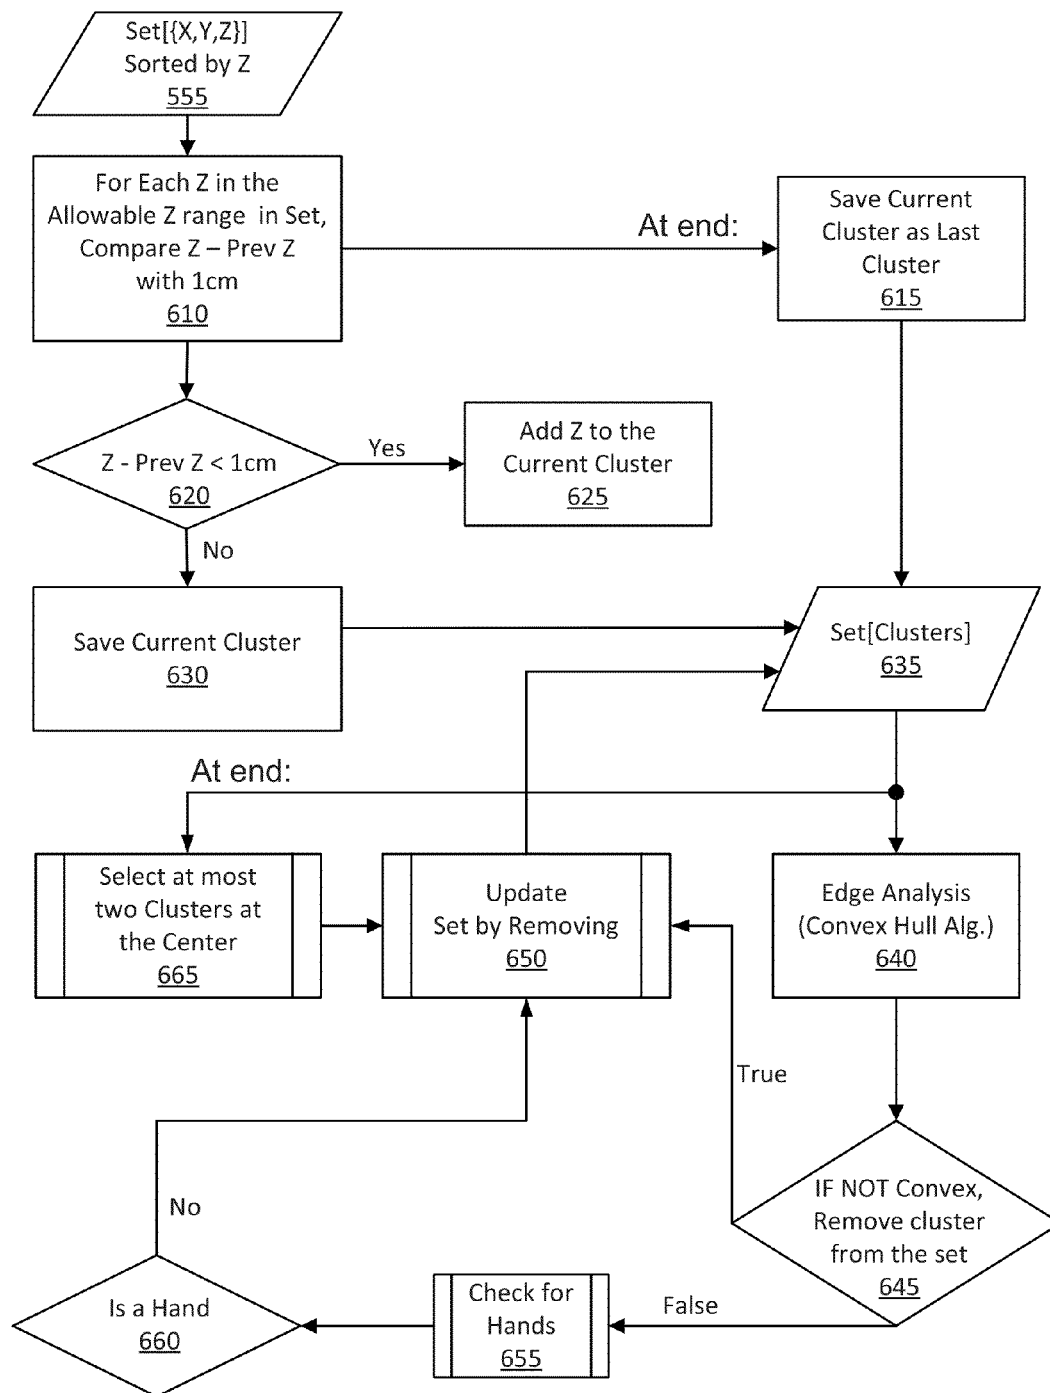 Set[{X,Y,Z}]
Sorted by Z
555
For Each Z in the
Allowable Z range in Set,
Compare Z – Prev Z
with 1cm
610
At end:
Save Current
Cluster as Last
Cluster
615
Z - Prev Z < 1cm
620
Yes
Add Z to the
Current Cluster
625
No
Save Current Cluster
630
Set[Clusters]
635
At end:
Select at most
two Clusters at
the Center
665
Update
Set by Removing
650
Edge Analysis
(Convex Hull Alg.)
640
True
IF NOT Convex,
Remove cluster
from the set
645
No
Is a Hand
660
Check for
Hands
655
False